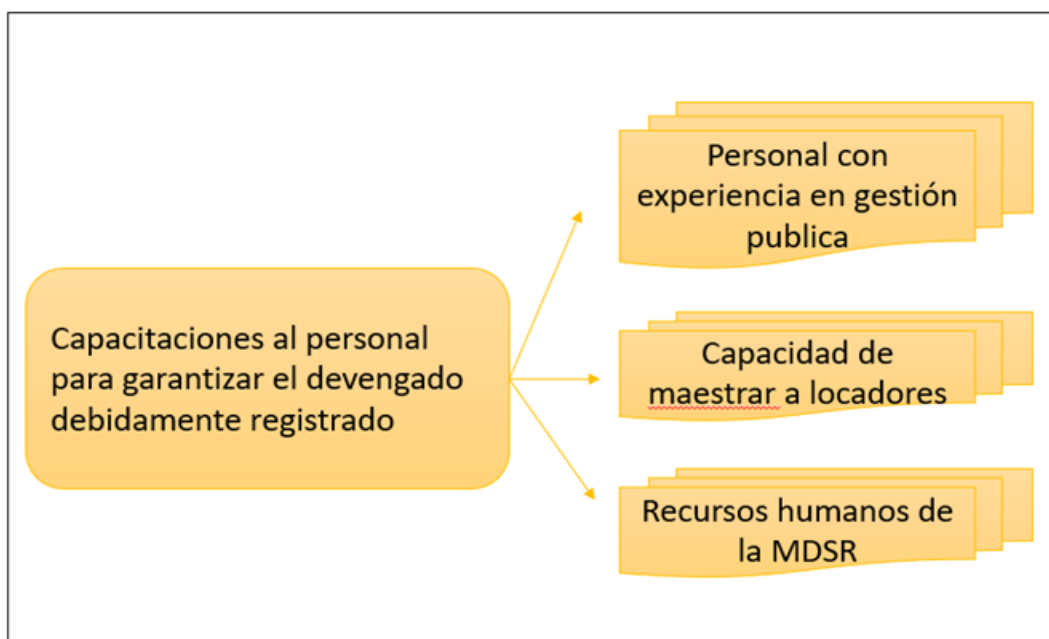 Personal con
experiencia en gestión
publica
Capacitaciones al personal
para garantizar el devengado
debidamente registrado
Capacidad de
maestrar a locadores
Recursos humanos de
la MDSR